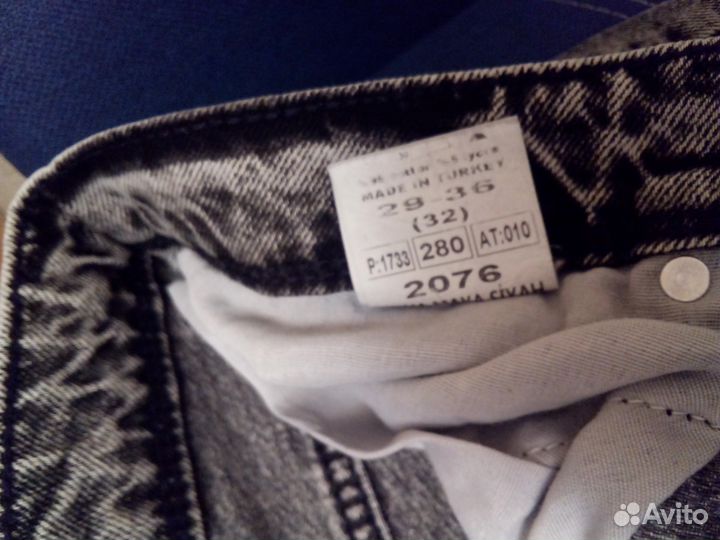 MADE IN TURKEY
29-36
(32)
P:1733 280 AT:010
2076
Avito